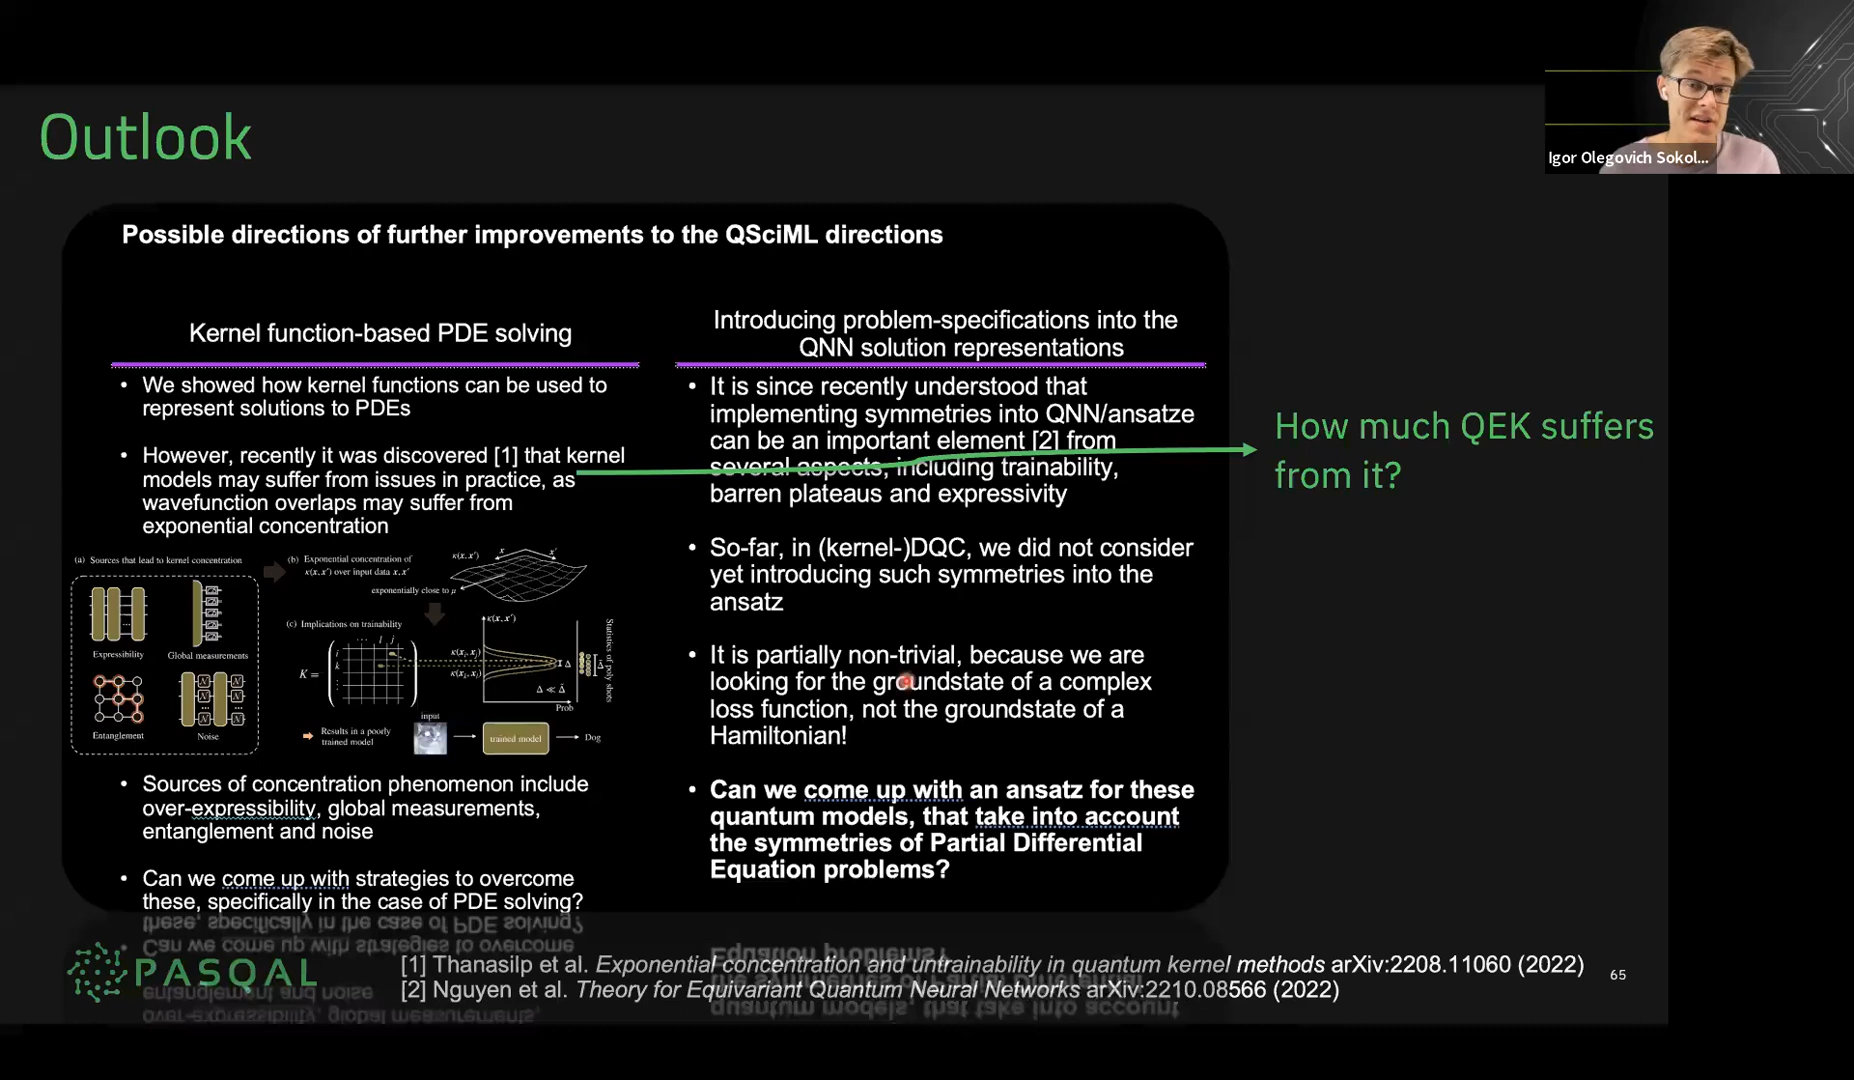 Outlook
Igor Olegovich Sokol...
Possible directions of further improvements to the QSciML directions
Kernel function-based PDE solving
• We showed how kernel functions can be used to
represent solutions to PDEs
• However, recently it was discovered [1] that kernel
models may suffer from issues in practice, as
wavefunction overlaps may suffer from
exponential concentration
(a) Sources that lead to kernel concentration
Expressibility
Global measurements
Entanglement
Noise
(b) Exponential concentration of
κ(x, x′) over input data x, x′
κ(x, x′)
x
x′
exponentially close to μ
(c) Implications on trainability
K =
κ(x, x′)
Δ
Δ ≪ Δ̃
Prob
Statistics of poly shots
Results in a poorly
trained model
input
trained model
Dog
• Sources of concentration phenomenon include
over-expressibility, global measurements,
entanglement and noise
• Can we come up with strategies to overcome
these, specifically in the case of PDE solving?
Introducing problem-specifications into the
QNN solution representations
• It is since recently understood that
implementing symmetries into QNN/ansatze
can be an important element [2] from
several aspects, including trainability,
barren plateaus and expressivity
• So-far, in (kernel-)DQC, we did not consider
yet introducing such symmetries into the
ansatz
• It is partially non-trivial, because we are
looking for the groundstate of a complex
loss function, not the groundstate of a
Hamiltonian!
• Can we come up with an ansatz for these
quantum models, that take into account
the symmetries of Partial Differential
Equation problems?
How much QEK suffers
from it?
PASQAL
[1] Thanasilp et al. Exponential concentration and untrainability in quantum kernel methods arXiv:2208.11060 (2022)
[2] Nguyen et al. Theory for Equivariant Quantum Neural Networks arXiv:2210.08566 (2022)
65